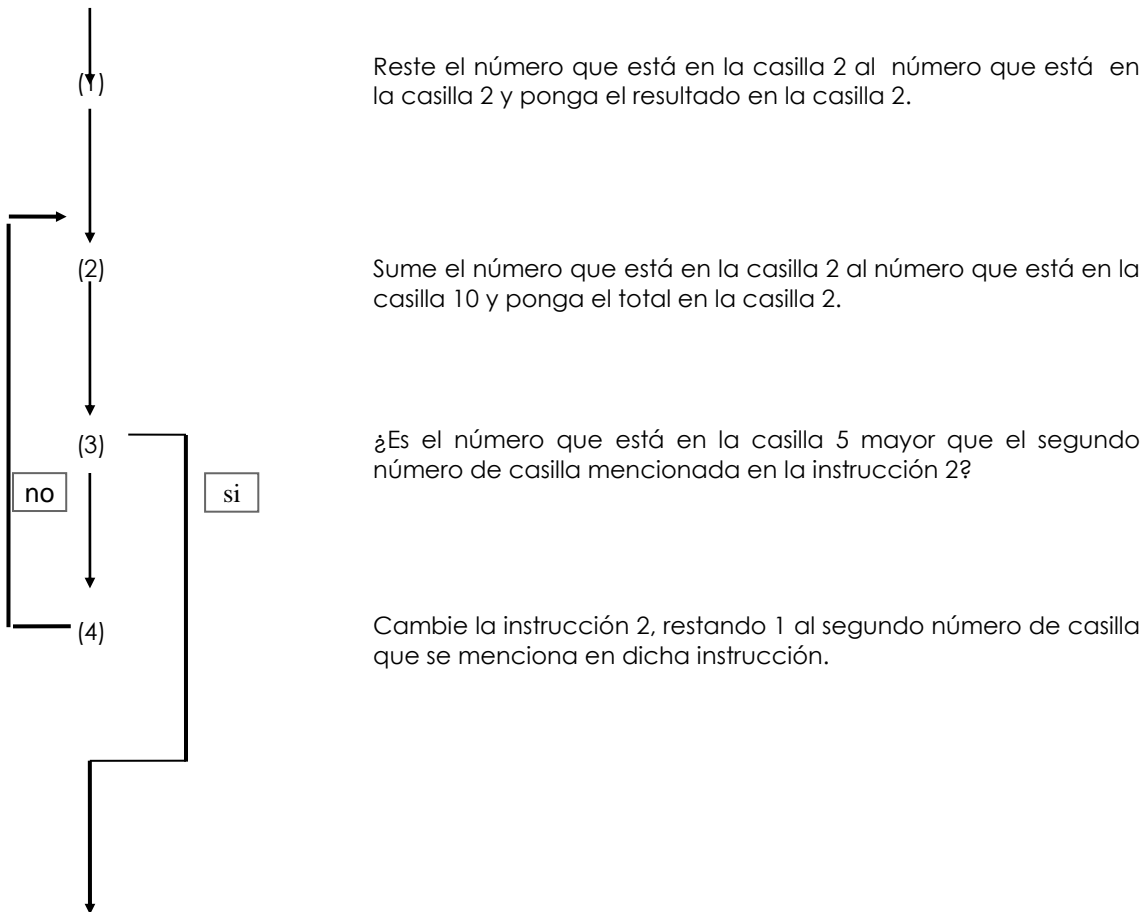 (1)
Reste el número que está en la casilla 2 al número que está en
la casilla 2 y ponga el resultado en la casilla 2.
(2)
Sume el número que está en la casilla 2 al número que está en la
casilla 10 y ponga el total en la casilla 2.
(3)
¿Es el número que está en la casilla 5 mayor que el segundo
número de casilla mencionada en la instrucción 2?
no
si
(4)
Cambie la instrucción 2, restando 1 al segundo número de casilla
que se menciona en dicha instrucción.